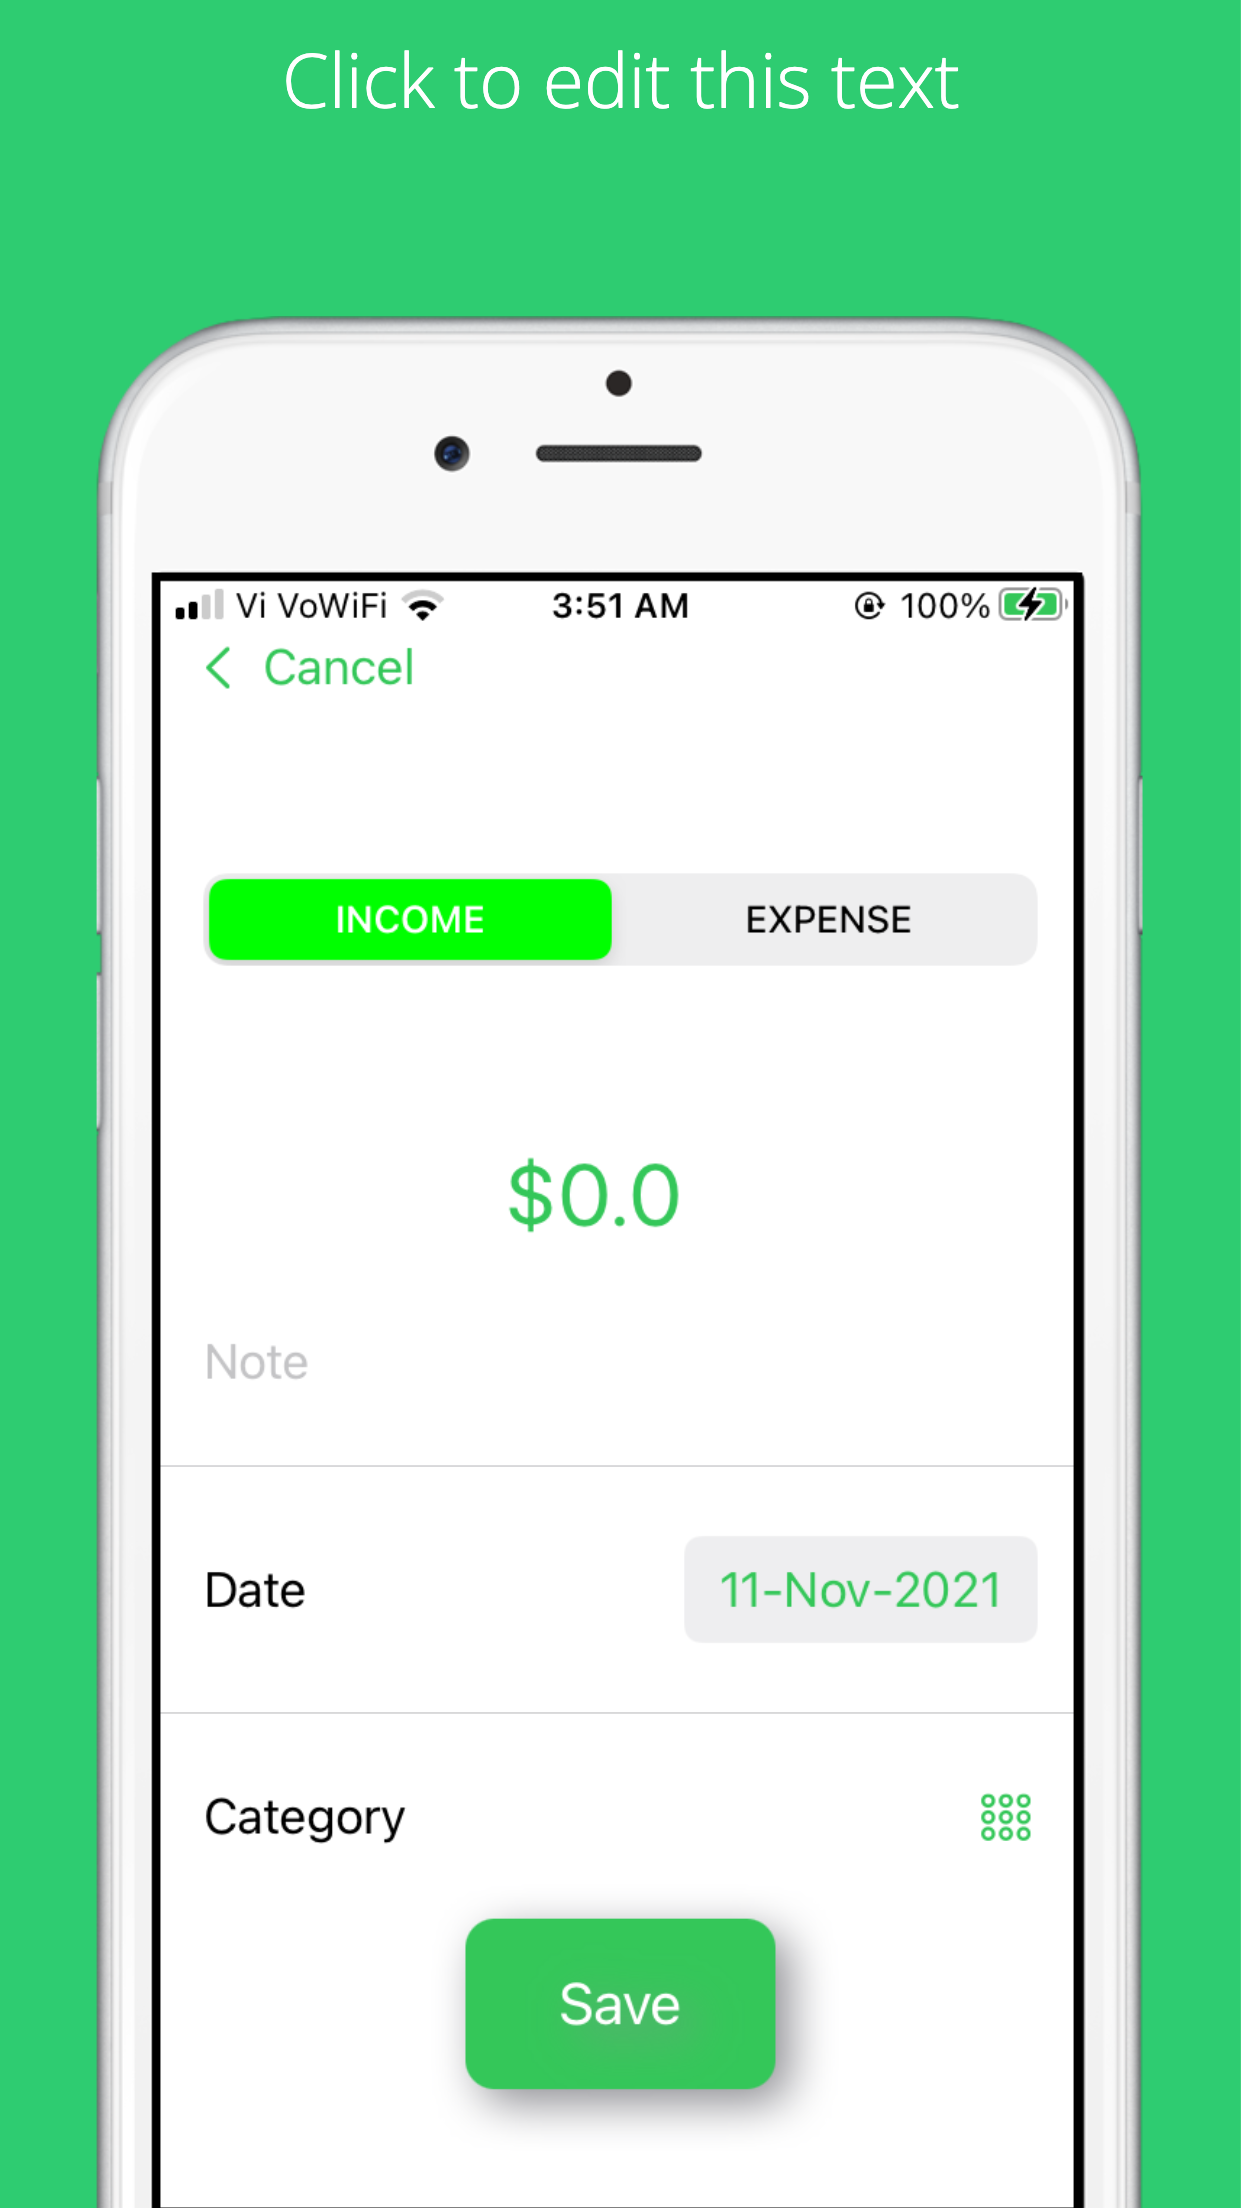 Click to edit this text
Vi VoWiFi 3:51 AM 100%
Cancel
INCOME EXPENSE
$0.0
Note
Date 11-Nov-2021
Category
Save